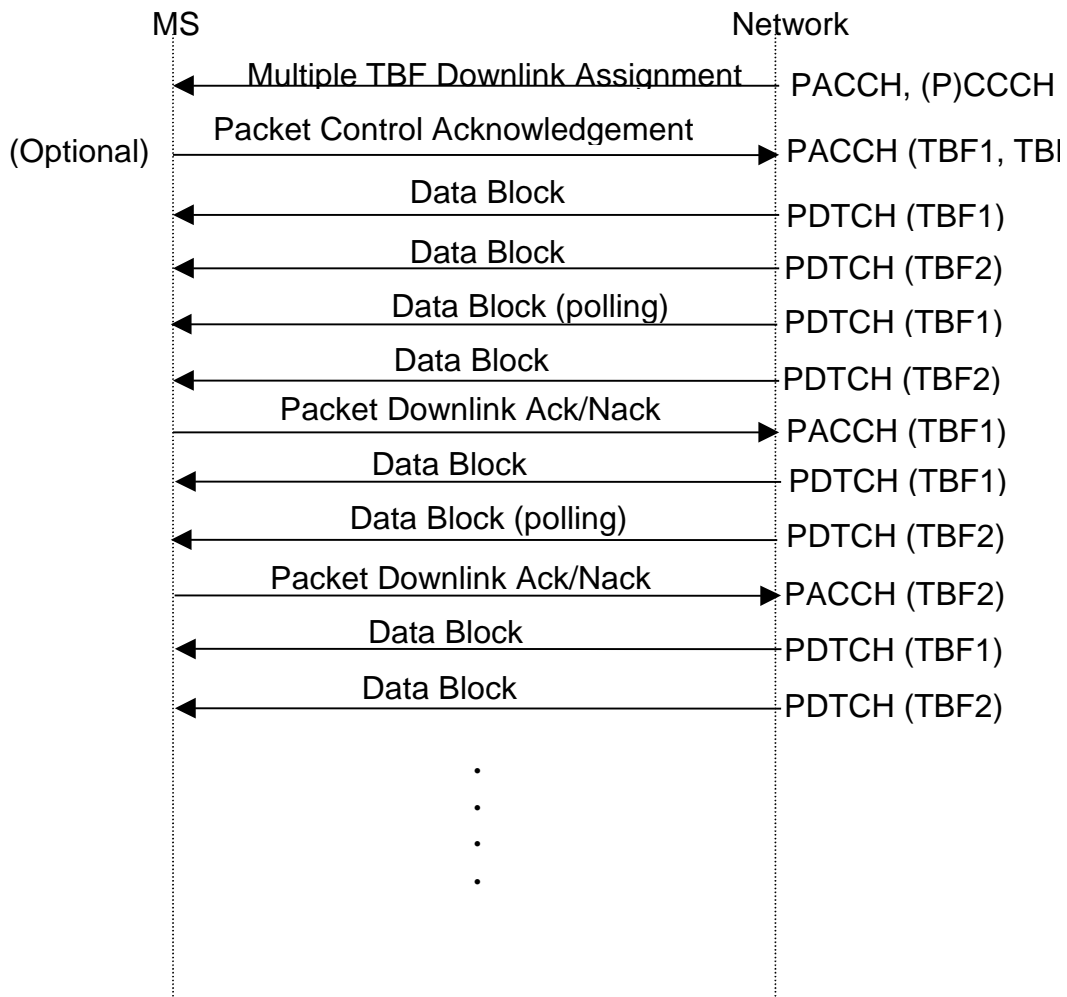 MS Network
Multiple TBF Downlink Assignment PACCH, (P)CCCH
(Optional) Packet Control Acknowledgement PACCH (TBF1,
Data Block PDTCH (TBF1)
Data Block PDTCH (TBF2)
Data Block (polling) PDTCH (TBF1)
Data Block PDTCH (TBF2)
Packet Downlink Ack/Nack PACCH (TBF1)
Data Block PDTCH (TBF1)
Data Block (polling) PDTCH (TBF2)
Packet Downlink Ack/Nack PACCH (TBF2)
Data Block PDTCH (TBF1)
Data Block PDTCH (TBF2)